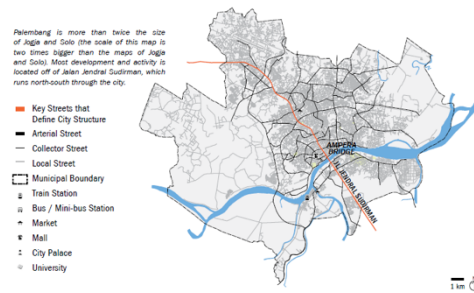 Palembang is more than twice the size
of Jogja and Solo (the scale of this map is
two times bigger than the maps of Jogja
and Solo). Most development and activity is
located off of Jalan Jendral Sudirman, which
runs north-south through the city.
Key Streets that
Define City Structure
Arterial Street
Collector Street
Local Street
Municipal Boundary
Train Station
Bus / Mini-bus Station
Market
Mall
City Palace
University
AMPERA
BRIDGE
JL JENDRAL SUDIRMAN
1 km